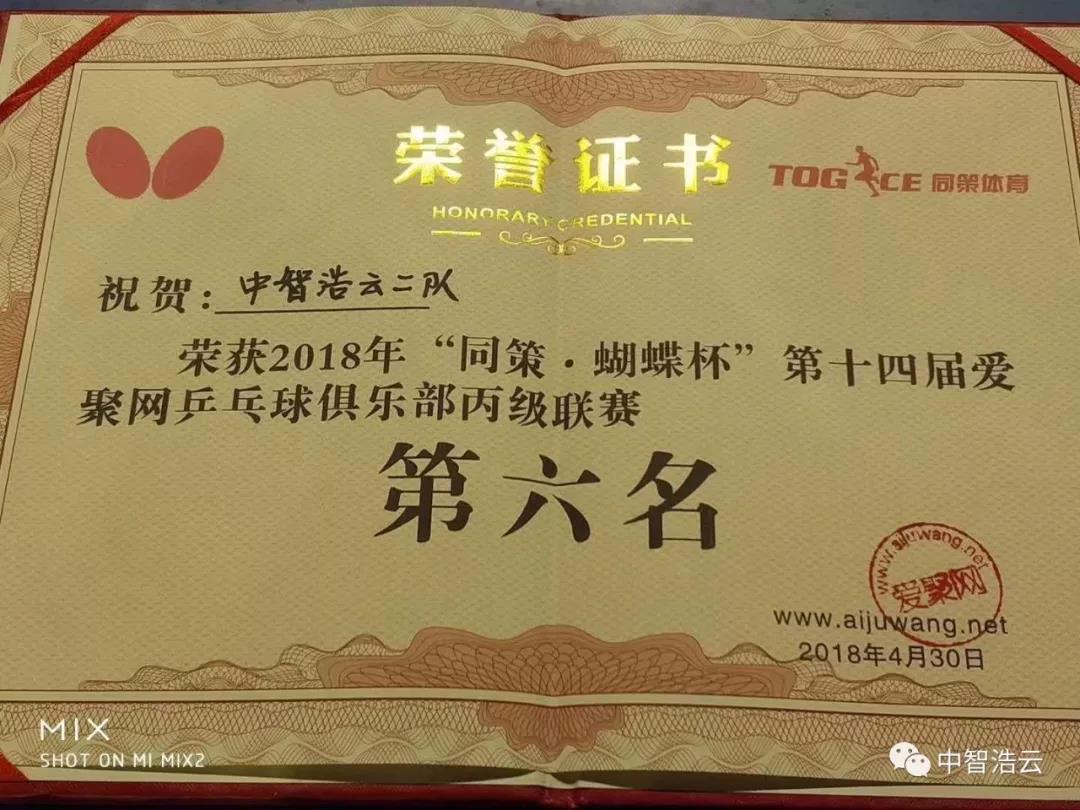 荣誉证书
TOGCE 同策体育
HONORARY CREDENTIAL
祝贺：中智浩云二队
荣获2018年“同策·蝴蝶杯”第十四届爱
聚网乒乓球俱乐部丙级联赛
第六名
www.aijuwang.net
爱聚网
www.aijuwang.net
2018年4月30日
MIX
SHOT ON MI MIX2
中智浩云